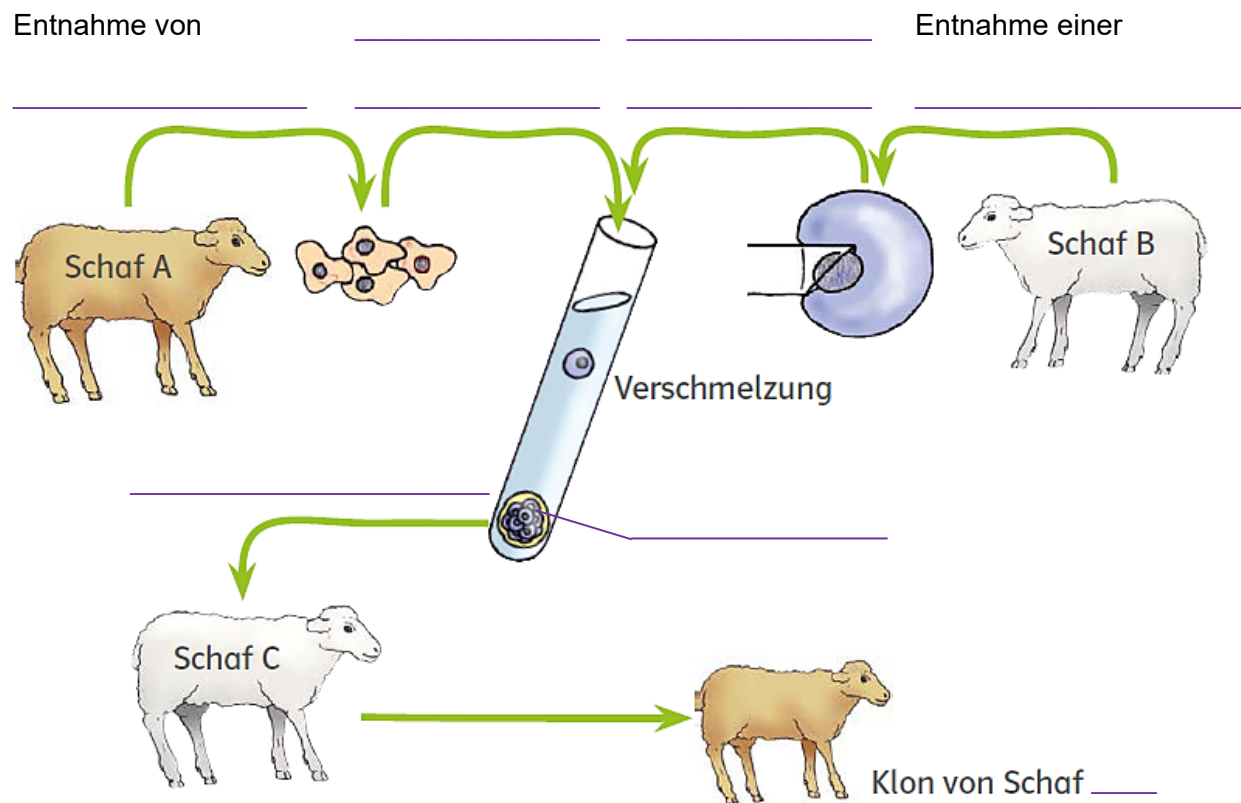 Entnahme von
Entnahme einer
Schaf A
Schaf B
Verschmelzung
Schaf C
Klon von Schaf